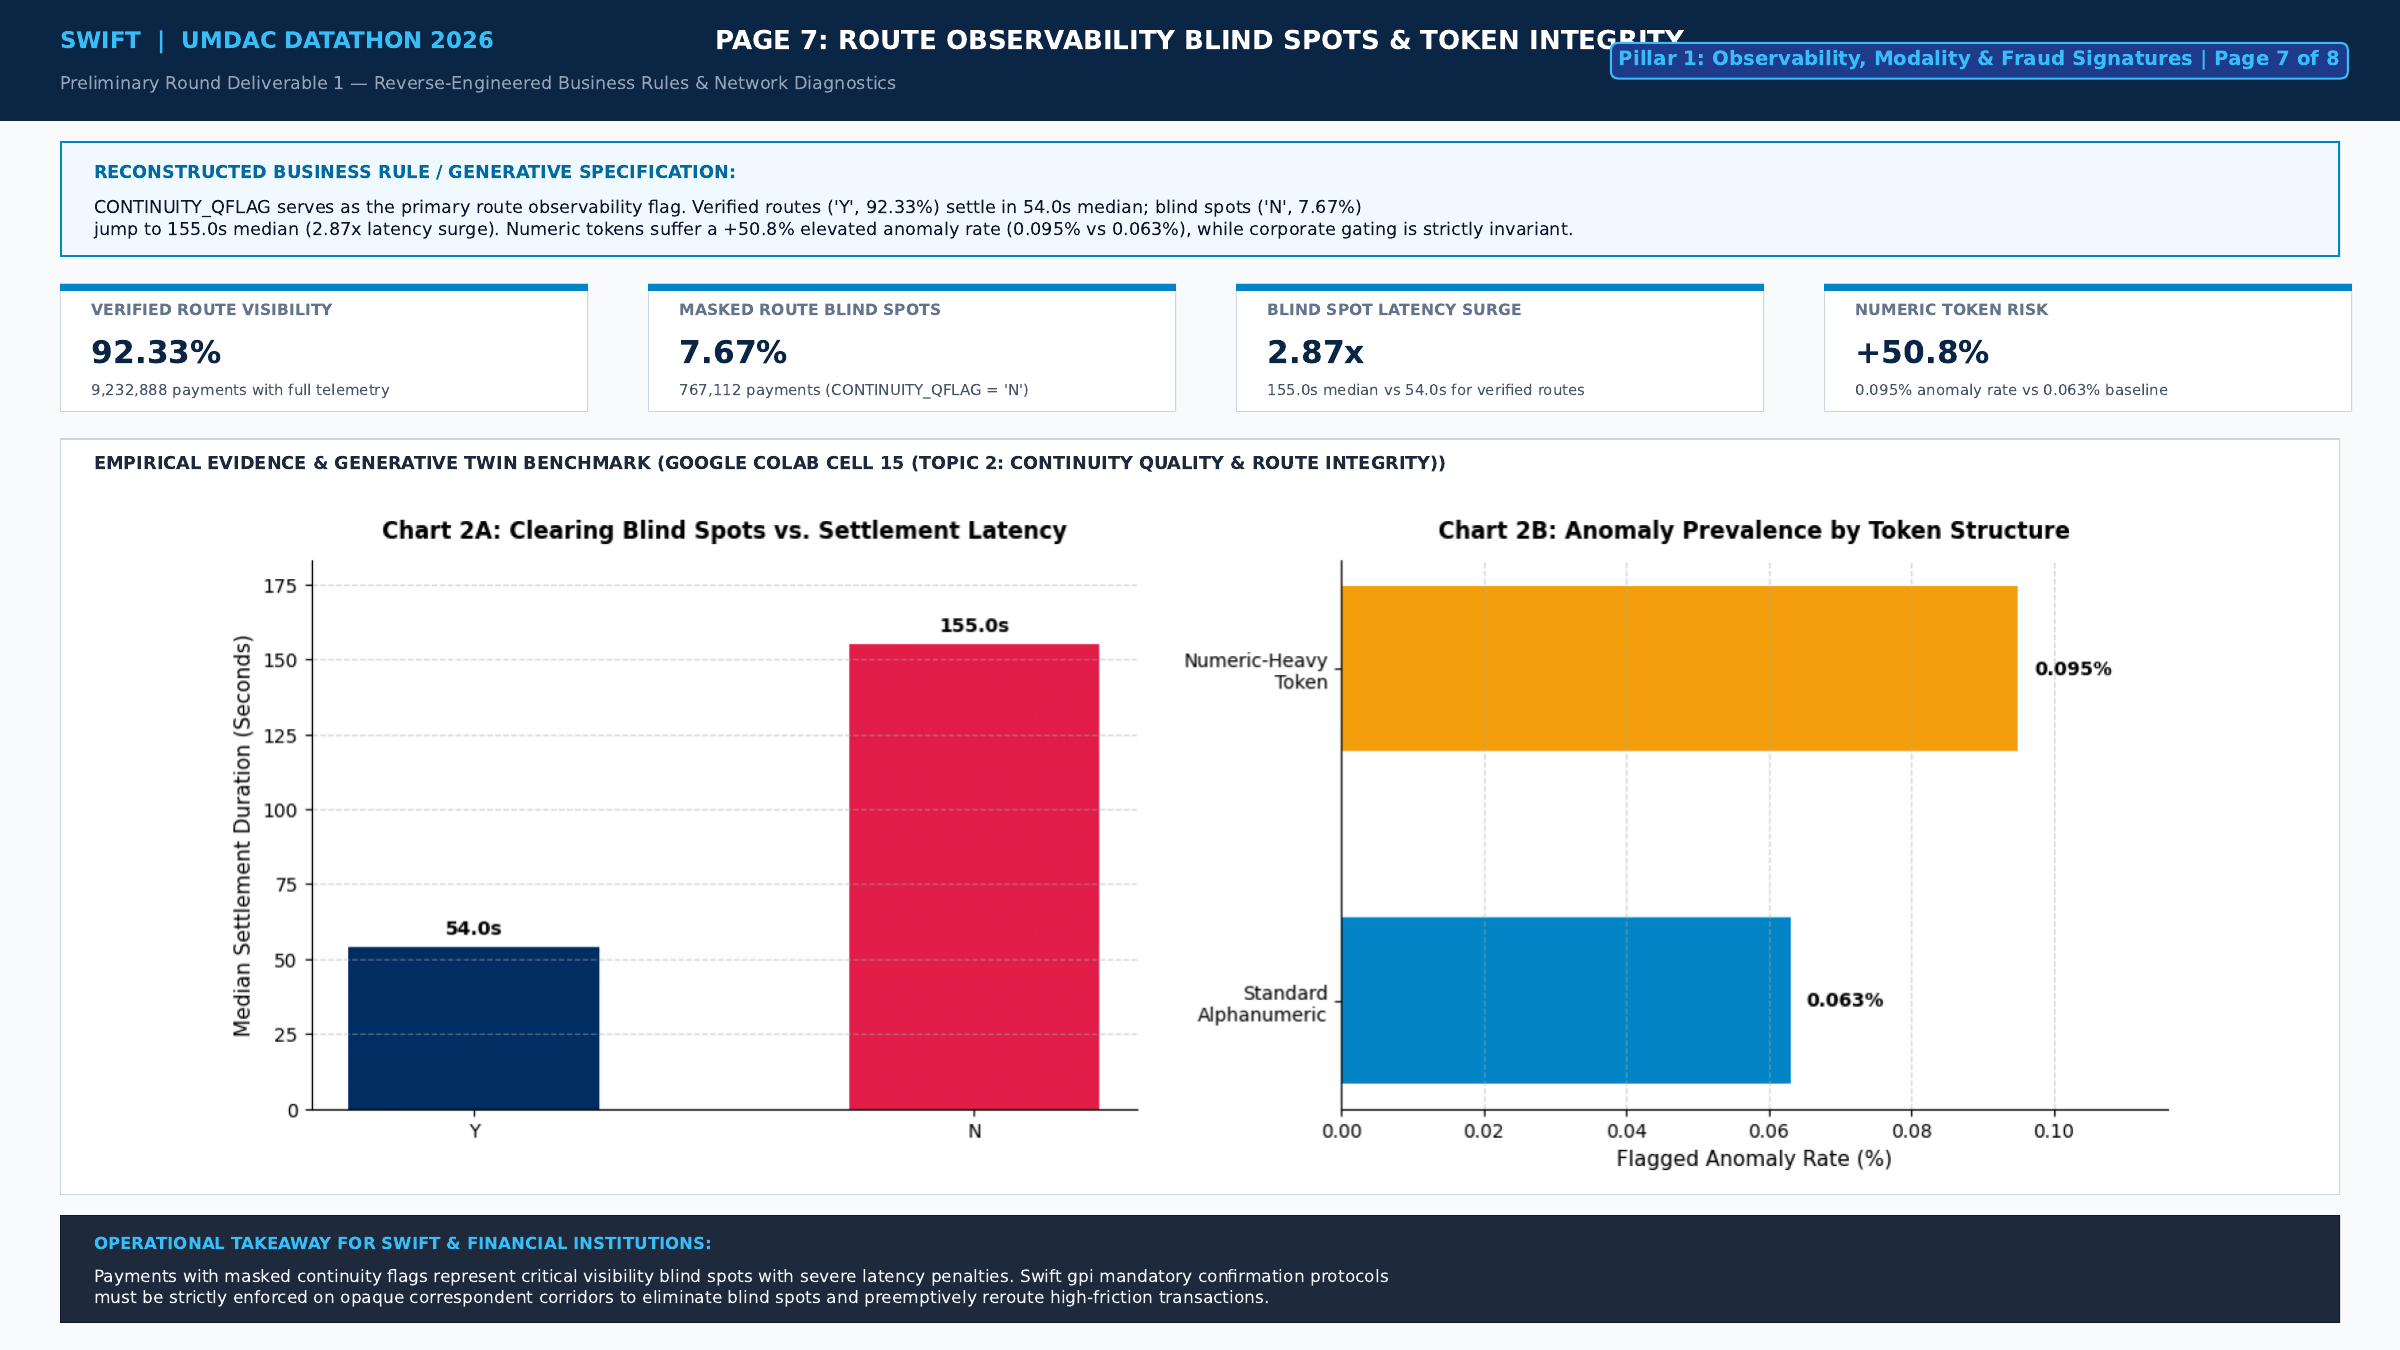 SWIFT | UMDAC DATATHON 2026
PAGE 7: ROUTE OBSERVABILITY BLIND SPOTS & TOKEN INTEGRITY
Pillar 1: Observability, Modality & Fraud Signatures | Page 7 of 8
Preliminary Round Deliverable 1 — Reverse-Engineered Business Rules & Network Diagnostics
RECONSTRUCTED BUSINESS RULE / GENERATIVE SPECIFICATION:
CONTINUITY_QFLAG serves as the primary route observability flag. Verified routes ('Y', 92.33%) settle in 54.0s median; blind spots ('N', 7.67%)
jump to 155.0s median (2.87x latency surge). Numeric tokens suffer a +50.8% elevated anomaly rate (0.095% vs 0.063%), while corporate gating is strictly invariant.
VERIFIED ROUTE VISIBILITY
92.33%
9,232,888 payments with full telemetry
MASKED ROUTE BLIND SPOTS
7.67%
767,112 payments (CONTINUITY_QFLAG = 'N')
BLIND SPOT LATENCY SURGE
2.87x
155.0s median vs 54.0s for verified routes
NUMERIC TOKEN RISK
+50.8%
0.095% anomaly rate vs 0.063% baseline
EMPIRICAL EVIDENCE & GENERATIVE TWIN BENCHMARK (GOOGLE COLAB CELL 15 (TOPIC 2: CONTINUITY QUALITY & ROUTE INTEGRITY))
Chart 2A: Clearing Blind Spots vs. Settlement Latency
Median Settlement Duration (Seconds)
175
150
125
100
75
50
25
0
54.0s
155.0s
Y
N
Chart 2B: Anomaly Prevalence by Token Structure
Numeric-Heavy
Token
0.095%
Standard
Alphanumeric
0.063%
0.00
0.02
0.04
0.06
0.08
0.10
Flagged Anomaly Rate (%)
OPERATIONAL TAKEAWAY FOR SWIFT & FINANCIAL INSTITUTIONS:
Payments with masked continuity flags represent critical visibility blind spots with severe latency penalties. Swift gpi mandatory confirmation protocols
must be strictly enforced on opaque correspondent corridors to eliminate blind spots and preemptively reroute high-friction transactions.